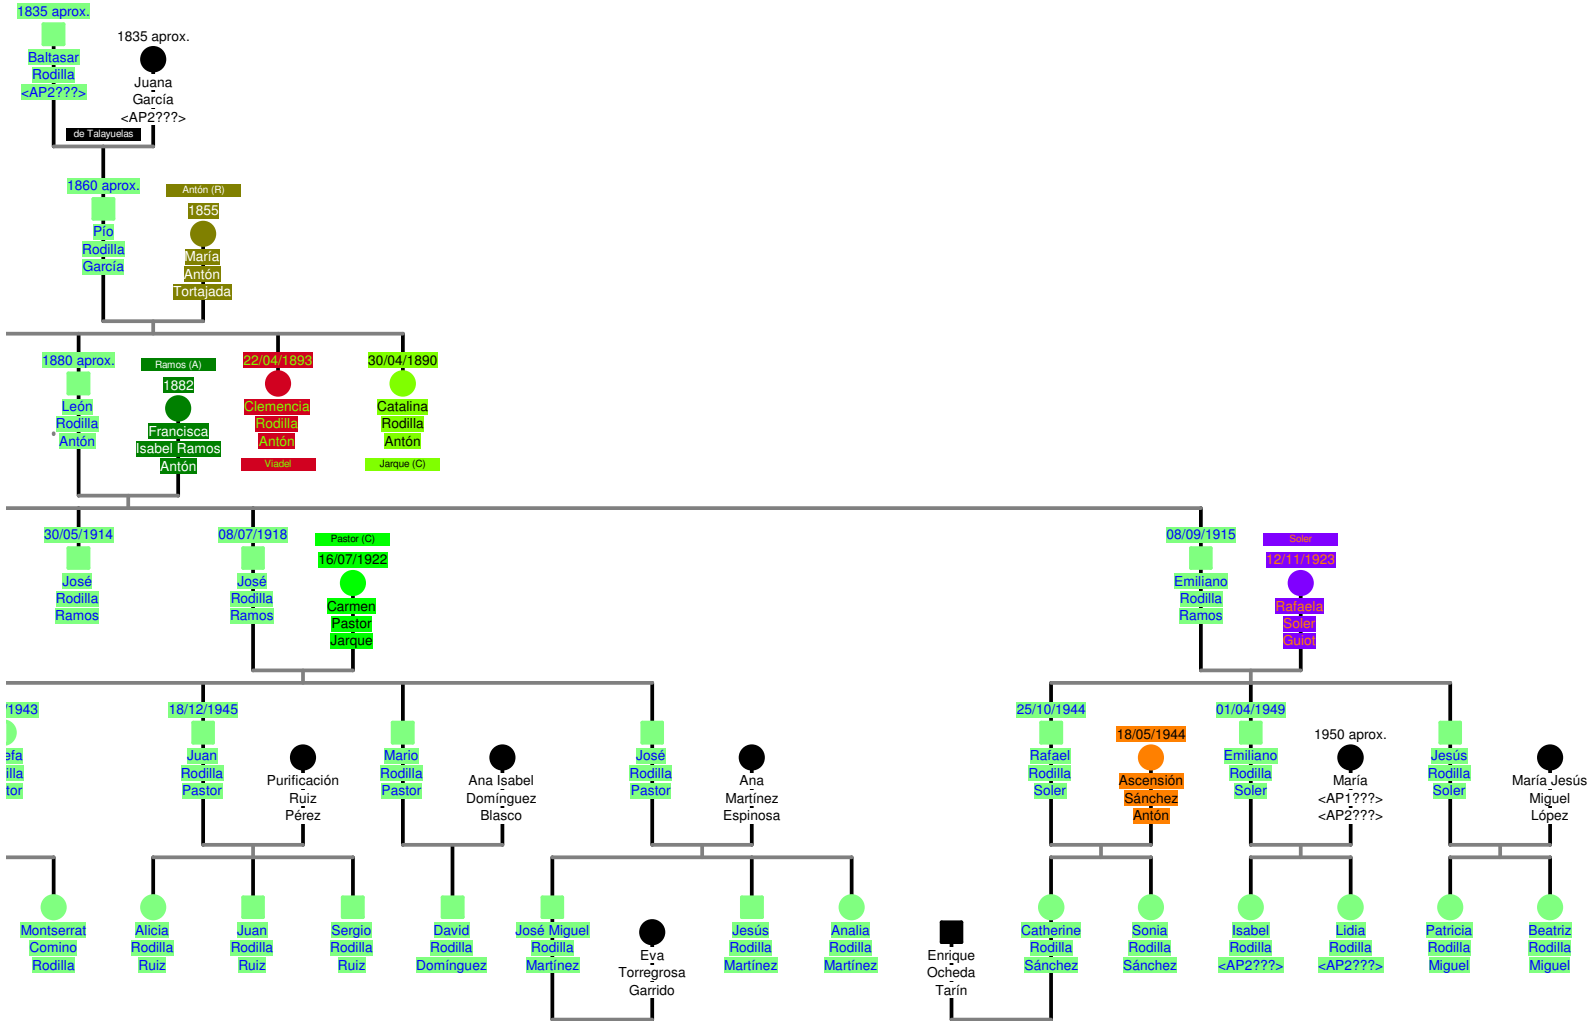 1835 aprox.
Baltasar
Rodilla
<AP2???>
1835 aprox.
Juana
García
<AP2???>
de Talayuelas
1860 aprox.
Pío
Rodilla
García
Antón (R)
1855
María
Antón
Tortajada
1880 aprox.
León
Rodilla
Antón
Ramos (A)
1882
Francisca
Isabel Ramos
Antón
22/04/1893
Clemencia
Rodilla
Antón
Viadel
30/04/1890
Catalina
Rodilla
Antón
Jarque (C)
30/05/1914
José
Rodilla
Ramos
08/07/1918
José
Rodilla
Ramos
Pastor (C)
16/07/1922
Carmen
Pastor
Jarque
08/09/1915
Emiliano
Rodilla
Ramos
Soler
12/11/1923
Rafaela
Soler
Guiot
/1943
efa
illa
tor
18/12/1945
Juan
Rodilla
Pastor
Purificación
Ruiz
Pérez
Mario
Rodilla
Pastor
Ana Isabel
Domínguez
Blasco
José
Rodilla
Pastor
Ana
Martínez
Espinosa
25/10/1944
Rafael
Rodilla
Soler
18/05/1944
Ascensión
Sánchez
Antón
01/04/1949
Emiliano
Rodilla
Soler
1950 aprox.
María
<AP1???>
<AP2???>
Jesús
Rodilla
Soler
María Jesús
Miguel
López
Montserrat
Comino
Rodilla
Alicia
Rodilla
Ruiz
Juan
Rodilla
Ruiz
Sergio
Rodilla
Ruiz
David
Rodilla
Domínguez
José Miguel
Rodilla
Martínez
Eva
Torregrosa
Garrido
Jesús
Rodilla
Martínez
Analia
Rodilla
Martínez
Enrique
Ocheda
Tarín
Catherine
Rodilla
Sánchez
Sonia
Rodilla
Sánchez
Isabel
Rodilla
<AP2???>
Lidia
Rodilla
<AP2???>
Patricia
Rodilla
Miguel
Beatriz
Rodilla
Miguel